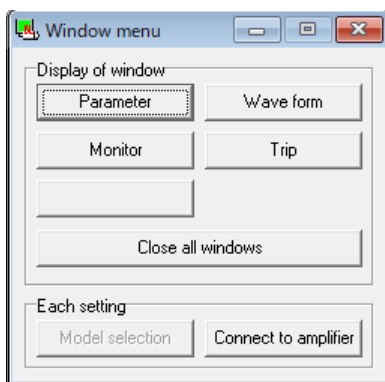 Window menu
Display of window
Parameter
Wave form
Monitor
Trip
Close all windows
Each setting
Model selection
Connect to amplifier